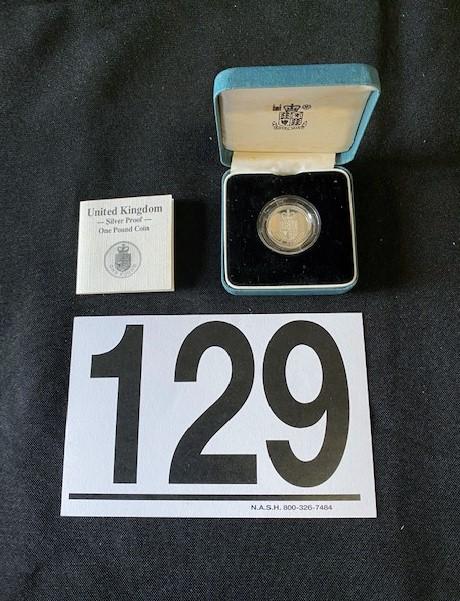 United Kingdom
— Silver Proof —
One Pound Coin
129
N.A.S.H. 800-326-7484